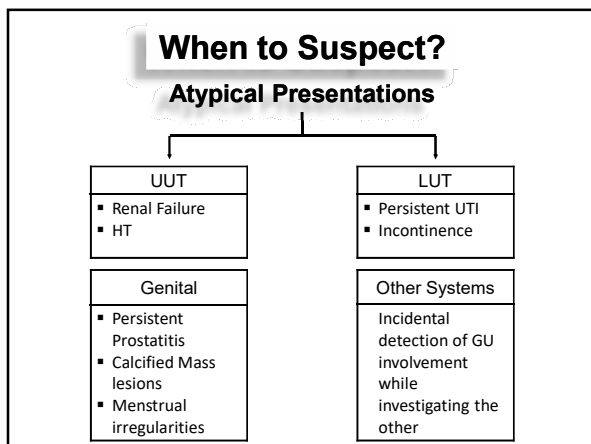 When to Suspect?
Atypical Presentations
UUT
▪ Renal Failure
▪ HT
LUT
▪ Persistent UTI
▪ Incontinence
Genital
▪ Persistent
Prostatitis
▪ Calcified Mass
lesions
▪ Menstrual
irregularities
Other Systems
Incidental
detection of GU
involvement
while
investigating the
other